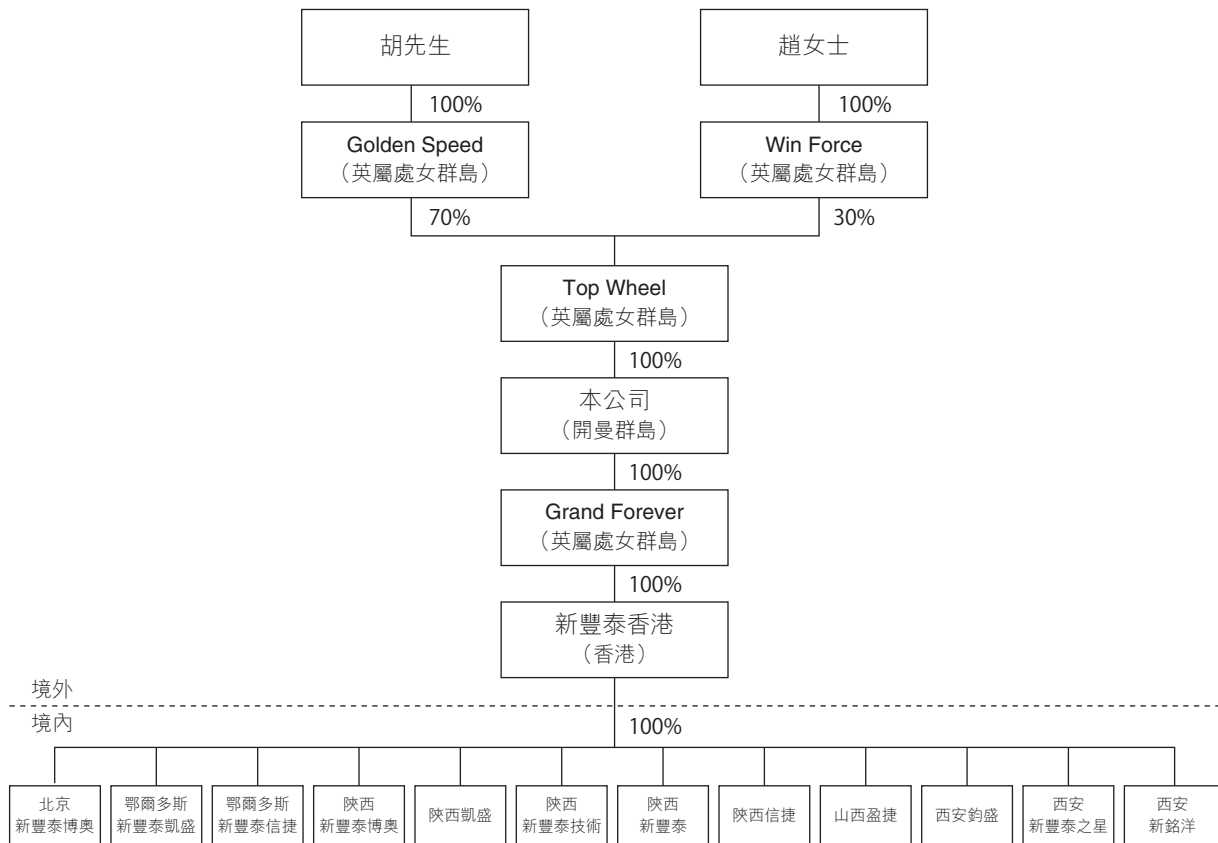 胡先生
趙女士
100%
100%
Golden Speed
（英屬處女群島）
Win Force
（英屬處女群島）
70%
30%
Top Wheel
（英屬處女群島）
100%
本公司
（開曼群島）
100%
Grand Forever
（英屬處女群島）
100%
新豐泰香港
（香港）
境外
境內
100%
北京
新豐泰博奧
鄂爾多斯
新豐泰凱盛
鄂爾多斯
新豐泰信捷
陝西
新豐泰博奧
陝西凱盛
陝西
新豐泰技術
陝西
新豐泰
陝西信捷
山西盈捷
西安鈞盛
西安
新豐泰之星
西安
新銘洋